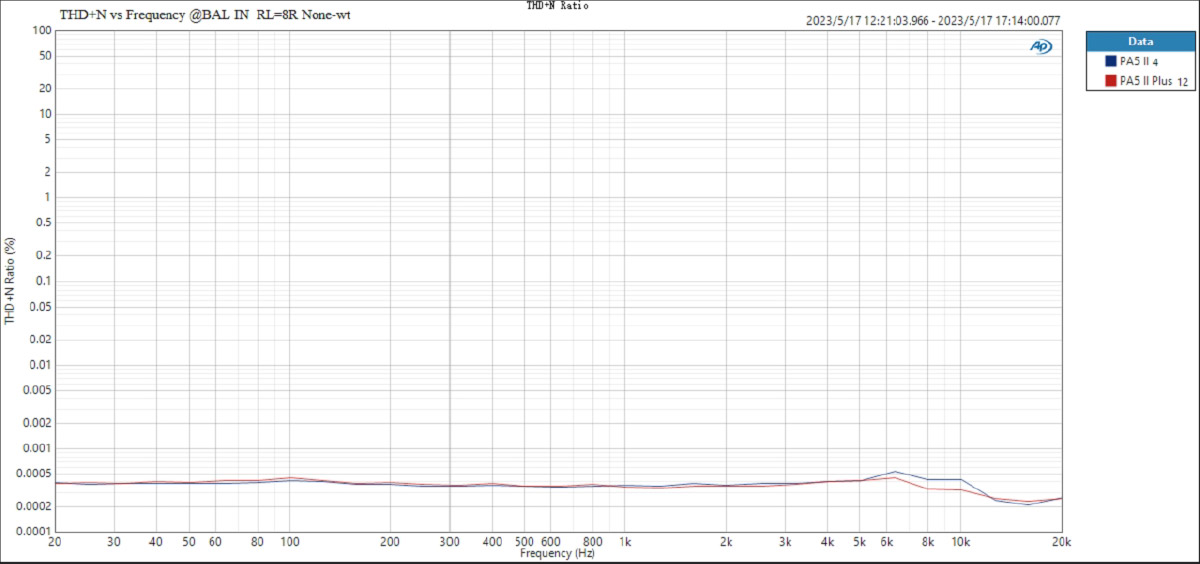 THD+N Ratio
THD+N vs Frequency @BAL IN RL=8R None-wt
2023/5/17 12:21:03.966 - 2023/5/17 17:14:00.077
AP
Data
PA5 II 4
PA5 II Plus 12
THD+N Ratio (%)
100
50
20
10
5
2
1
0.5
0.2
0.1
0.05
0.02
0.01
0.005
0.002
0.001
0.0005
0.0002
0.0001
20 30 40 50 60 80 100 200 300 400 500 600 800 1k 2k 3k 4k 5k 6k 8k 10k 20k
Frequency (Hz)